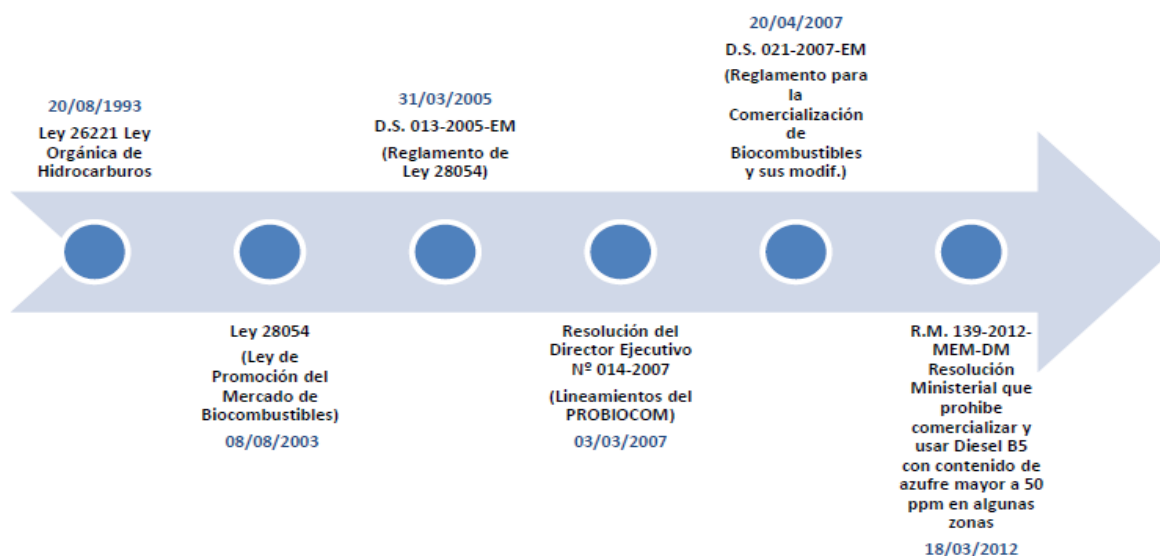 20/08/1993
Ley 26221 Ley
Orgánica de
Hidrocarburos
Ley 28054
(Ley de
Promoción del
Mercado de
Biocombustibles)
08/08/2003
31/03/2005
D.S. 013-2005-EM
(Reglamento de
Ley 28054)
Resolución del
Director Ejecutivo
Nº 014-2007
(Lineamientos del
PROBIOCOM)
03/03/2007
20/04/2007
D.S. 021-2007-EM
(Reglamento para
la
Comercialización
de
Biocombustibles
y sus modif.)
R.M. 139-2012-
MEM-DM
Resolución
Ministerial que
prohibe
comercializar y
usar Diesel B5
con contenido de
azufre mayor a 50
ppm en algunas
zonas
18/03/2012